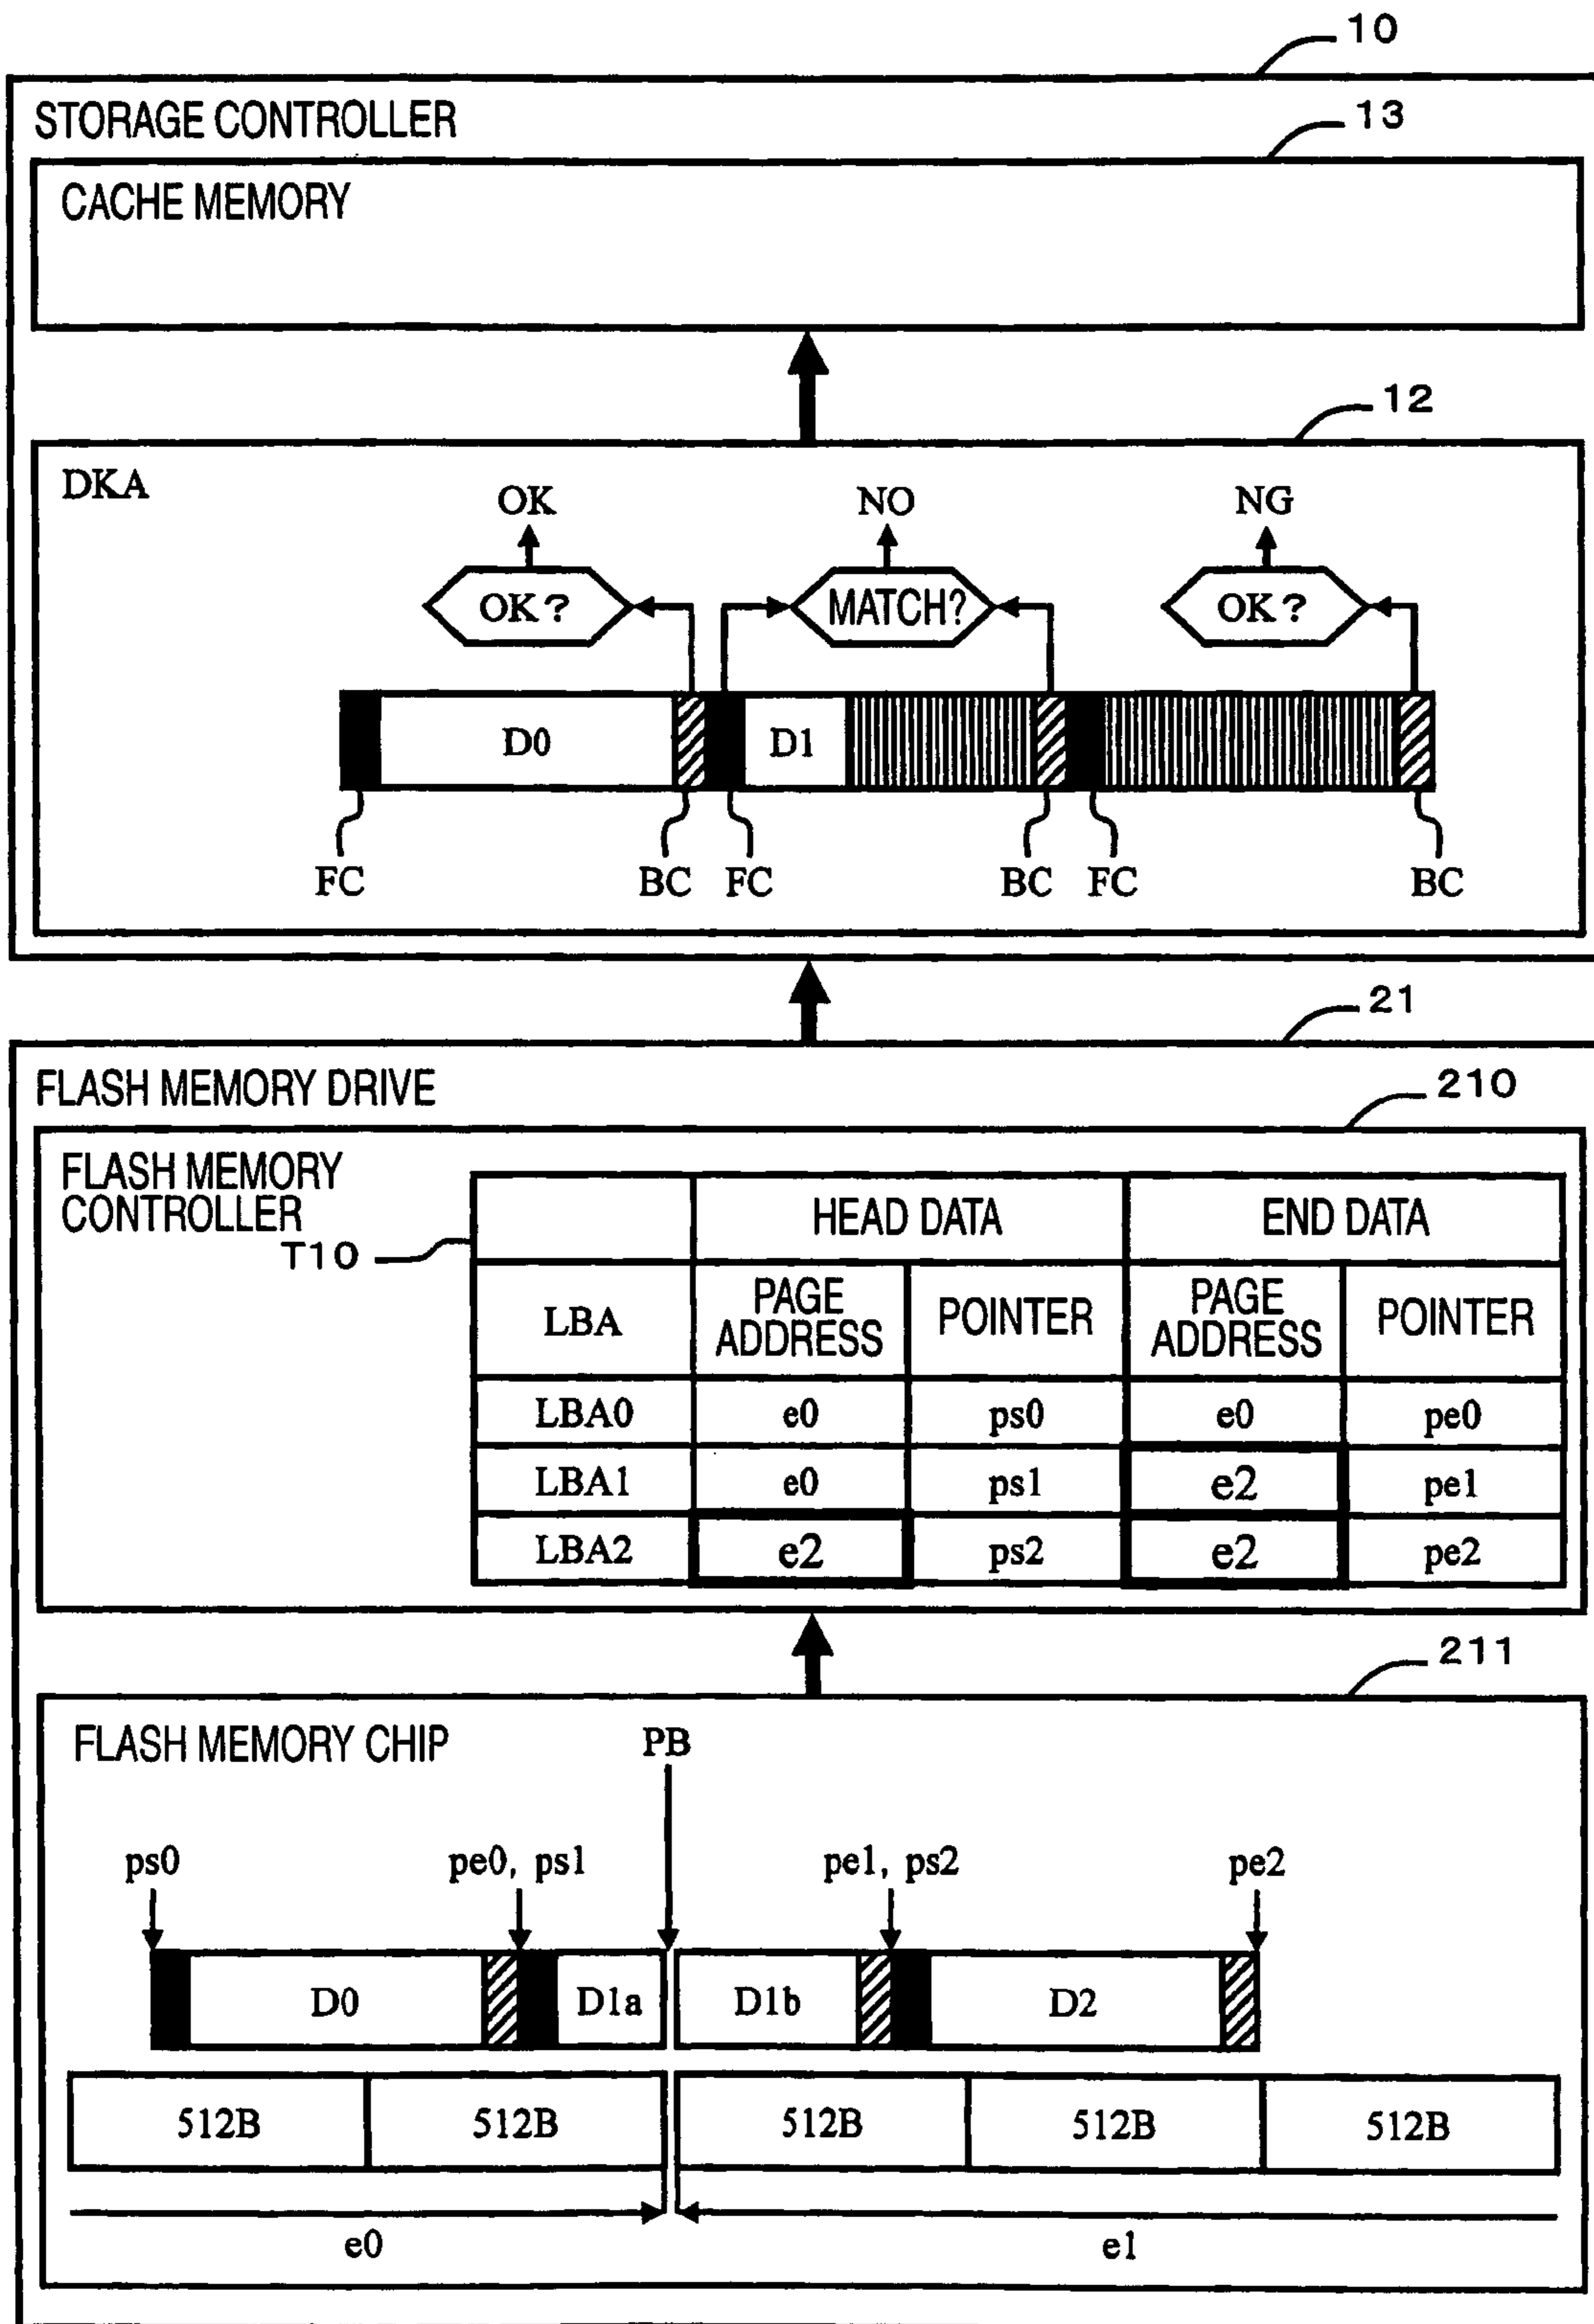 10
STORAGE CONTROLLER
13
CACHE MEMORY
12
DKA
OK NO NG
OK? MATCH? OK?
D0 D1
FC BC FC BC FC BC
21
FLASH MEMORY DRIVE
210
FLASH MEMORY
CONTROLLER
T10
HEAD DATA END DATA
LBA PAGE ADDRESS POINTER PAGE ADDRESS POINTER
LBA0 e0 ps0 e0 pe0
LBA1 e0 ps1 e2 pe1
LBA2 e2 ps2 e2 pe2
211
FLASH MEMORY CHIP
PB
ps0 pe0, ps1 pe1, ps2 pe2
D0 D1a D1b D2
512B 512B 512B 512B 512B
e0 e1